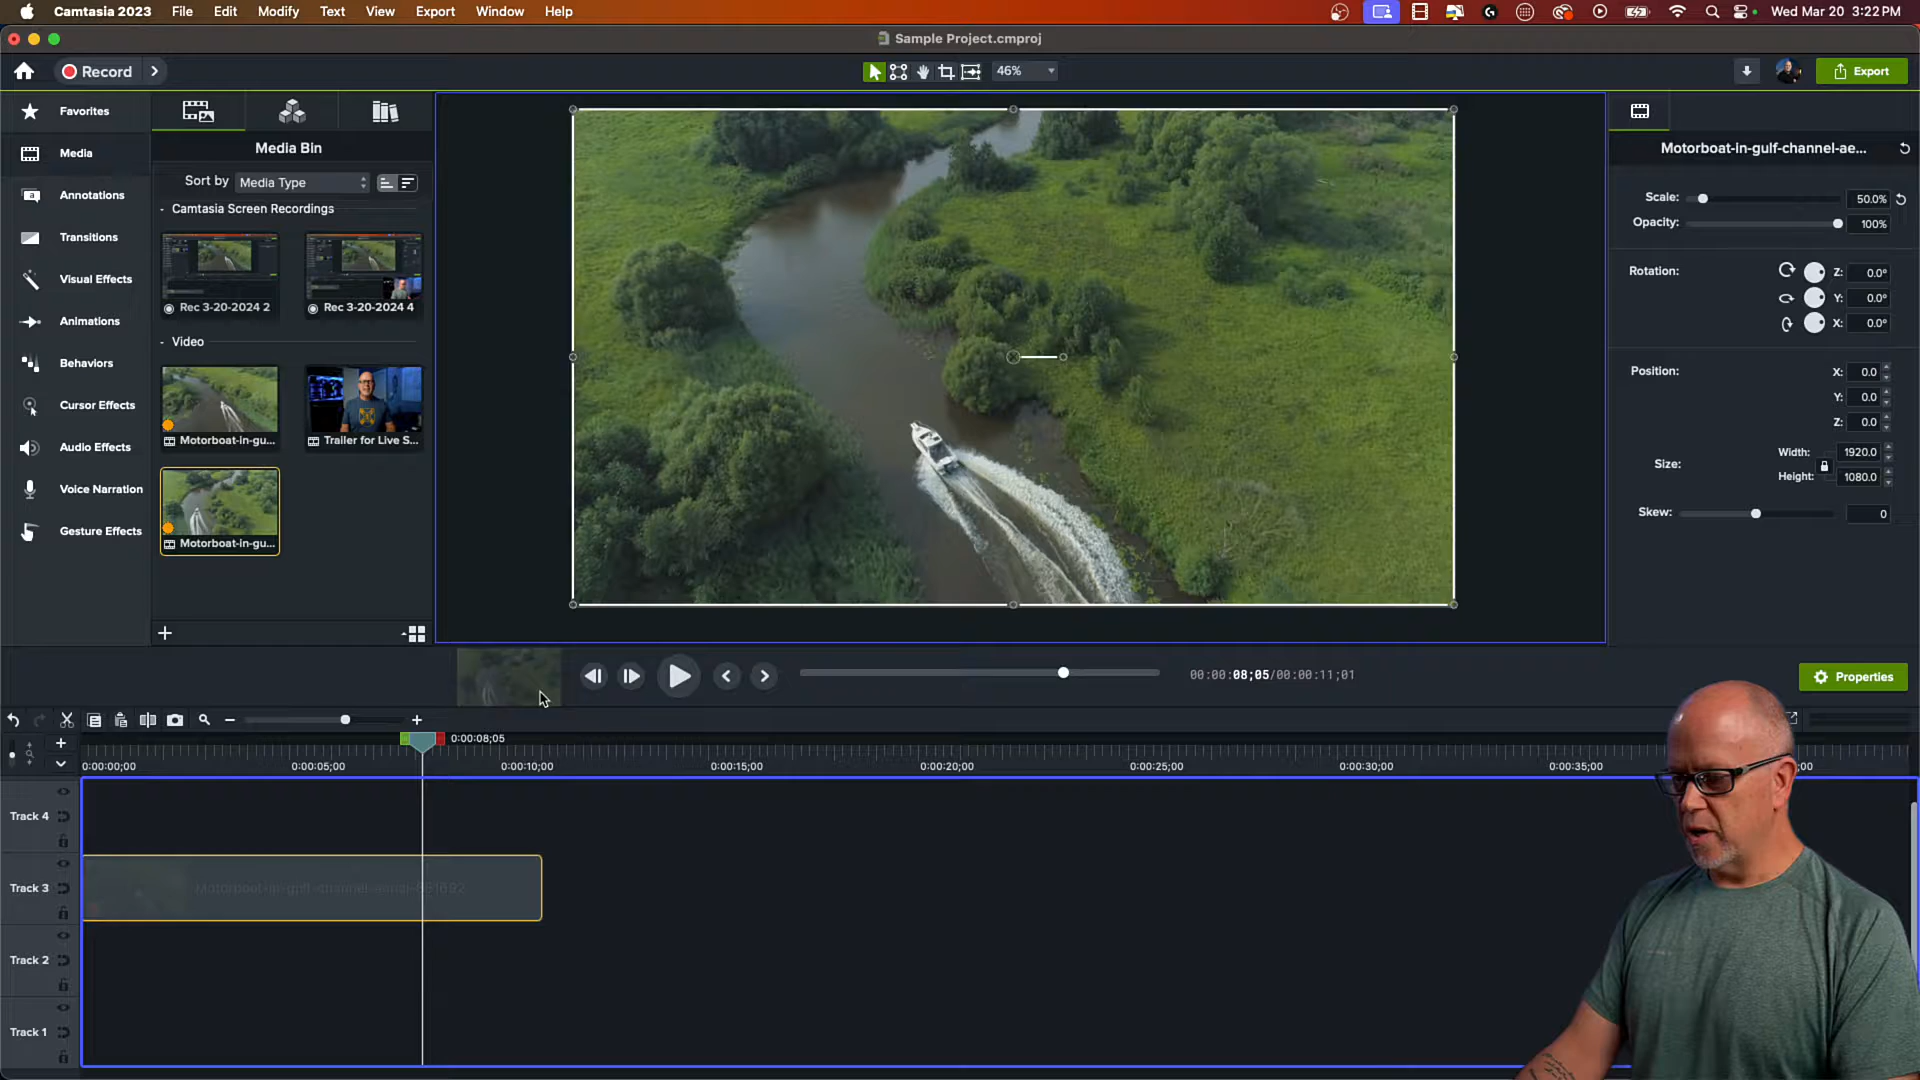 Camtasia 2023 File Edit Modify Text View Export Window Help
Wed Mar 20 3:22 PM
Sample Project.cmproj
Record
46%
Export
Favorites
Media
Annotations
Transitions
Visual Effects
Animations
Behaviors
Cursor Effects
Audio Effects
Voice Narration
Gesture Effects
Media Bin
Sort by Media Type
Camtasia Screen Recordings
Rec 3-20-2024 2
Rec 3-20-2024 4
Video
Motorboat-in-gu...
Trailer for Live S...
Motorboat-in-gu...
Motorboat-in-gulf-channel-ae...
Scale: 50.0%
Opacity: 100%
Rotation: Z: 0.0°
Y: 0.0°
X: 0.0°
Position: X: 0.0
Y: 0.0
Z: 0.0
Size: Width: 1920.0
Height: 1080.0
Skew: 0
00:00:08;05/00:00:11;01
Properties
0:00:08;05
0:00:00;00 0:00:05;00 0:00:10;00 0:00:15;00 0:00:20;00 0:00:25;00 0:00:30;00 0:00:35;00
Track 4
Track 3
Track 2
Track 1